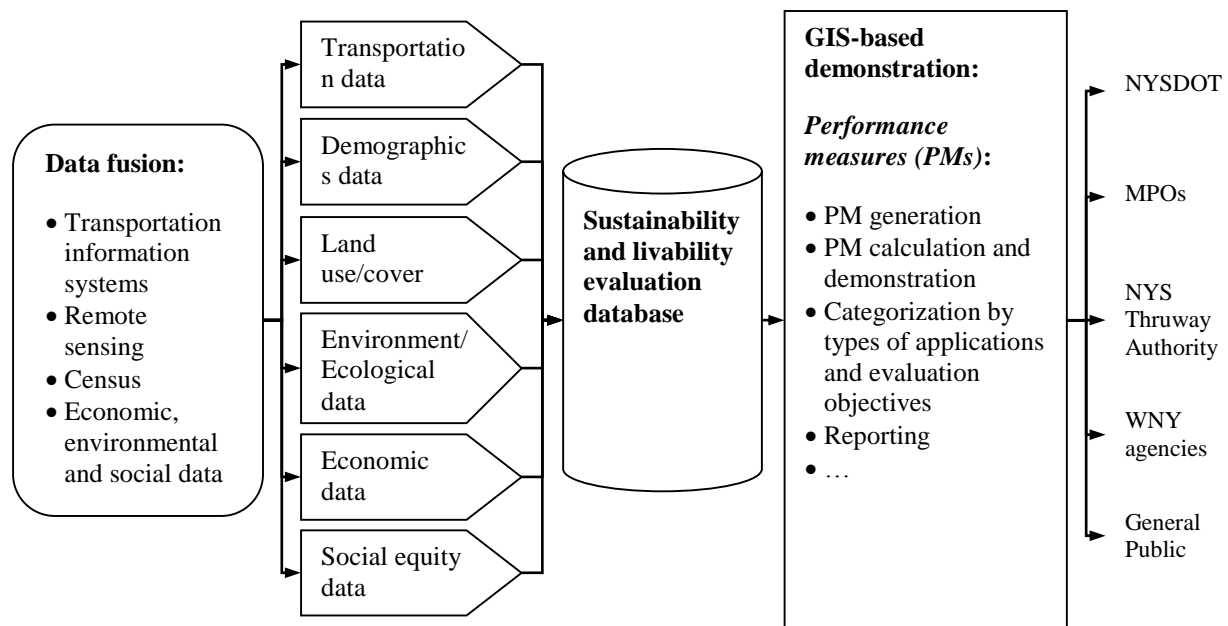 Data fusion:
• Transportation
information
systems
• Remote
sensing
• Census
• Economic,
environmental
and social data
Transportatio
n data
Demographic
s data
Land
use/cover
Environment/
Ecological
data
Economic
data
Social equity
data
Sustainability
and livability
evaluation
database
GIS-based
demonstration:
Performance
measures (PMs):
• PM generation
• PM calculation and
demonstration
• Categorization by
types of applications
and evaluation
objectives
• Reporting
• …
NYSDOT
MPOs
NYS
Thruway
Authority
WNY
agencies
General
Public